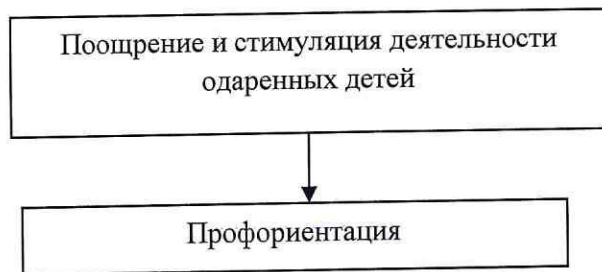 Поощрение и стимуляция деятельности
одаренных детей
Профориентация